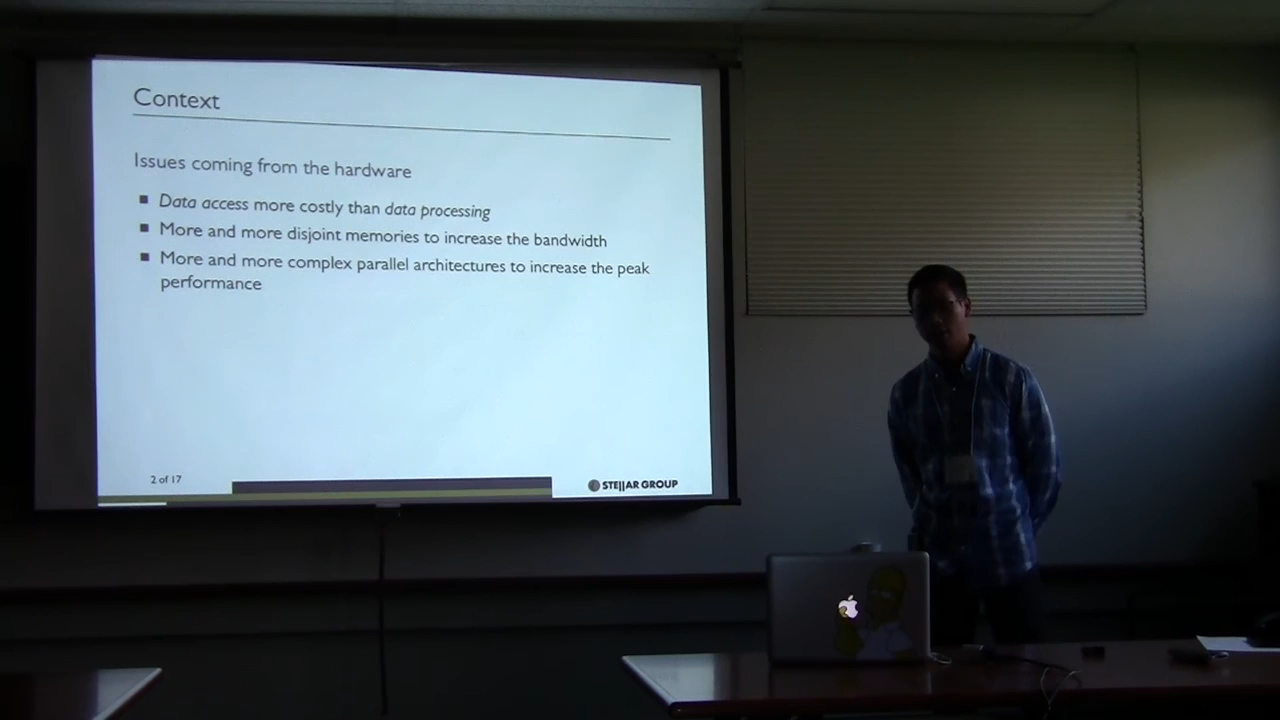 Context
Issues coming from the hardware
Data access more costly than data processing
More and more disjoint memories to increase the bandwidth
More and more complex parallel architectures to increase the peak
performance
2 of 17
STE||AR GROUP